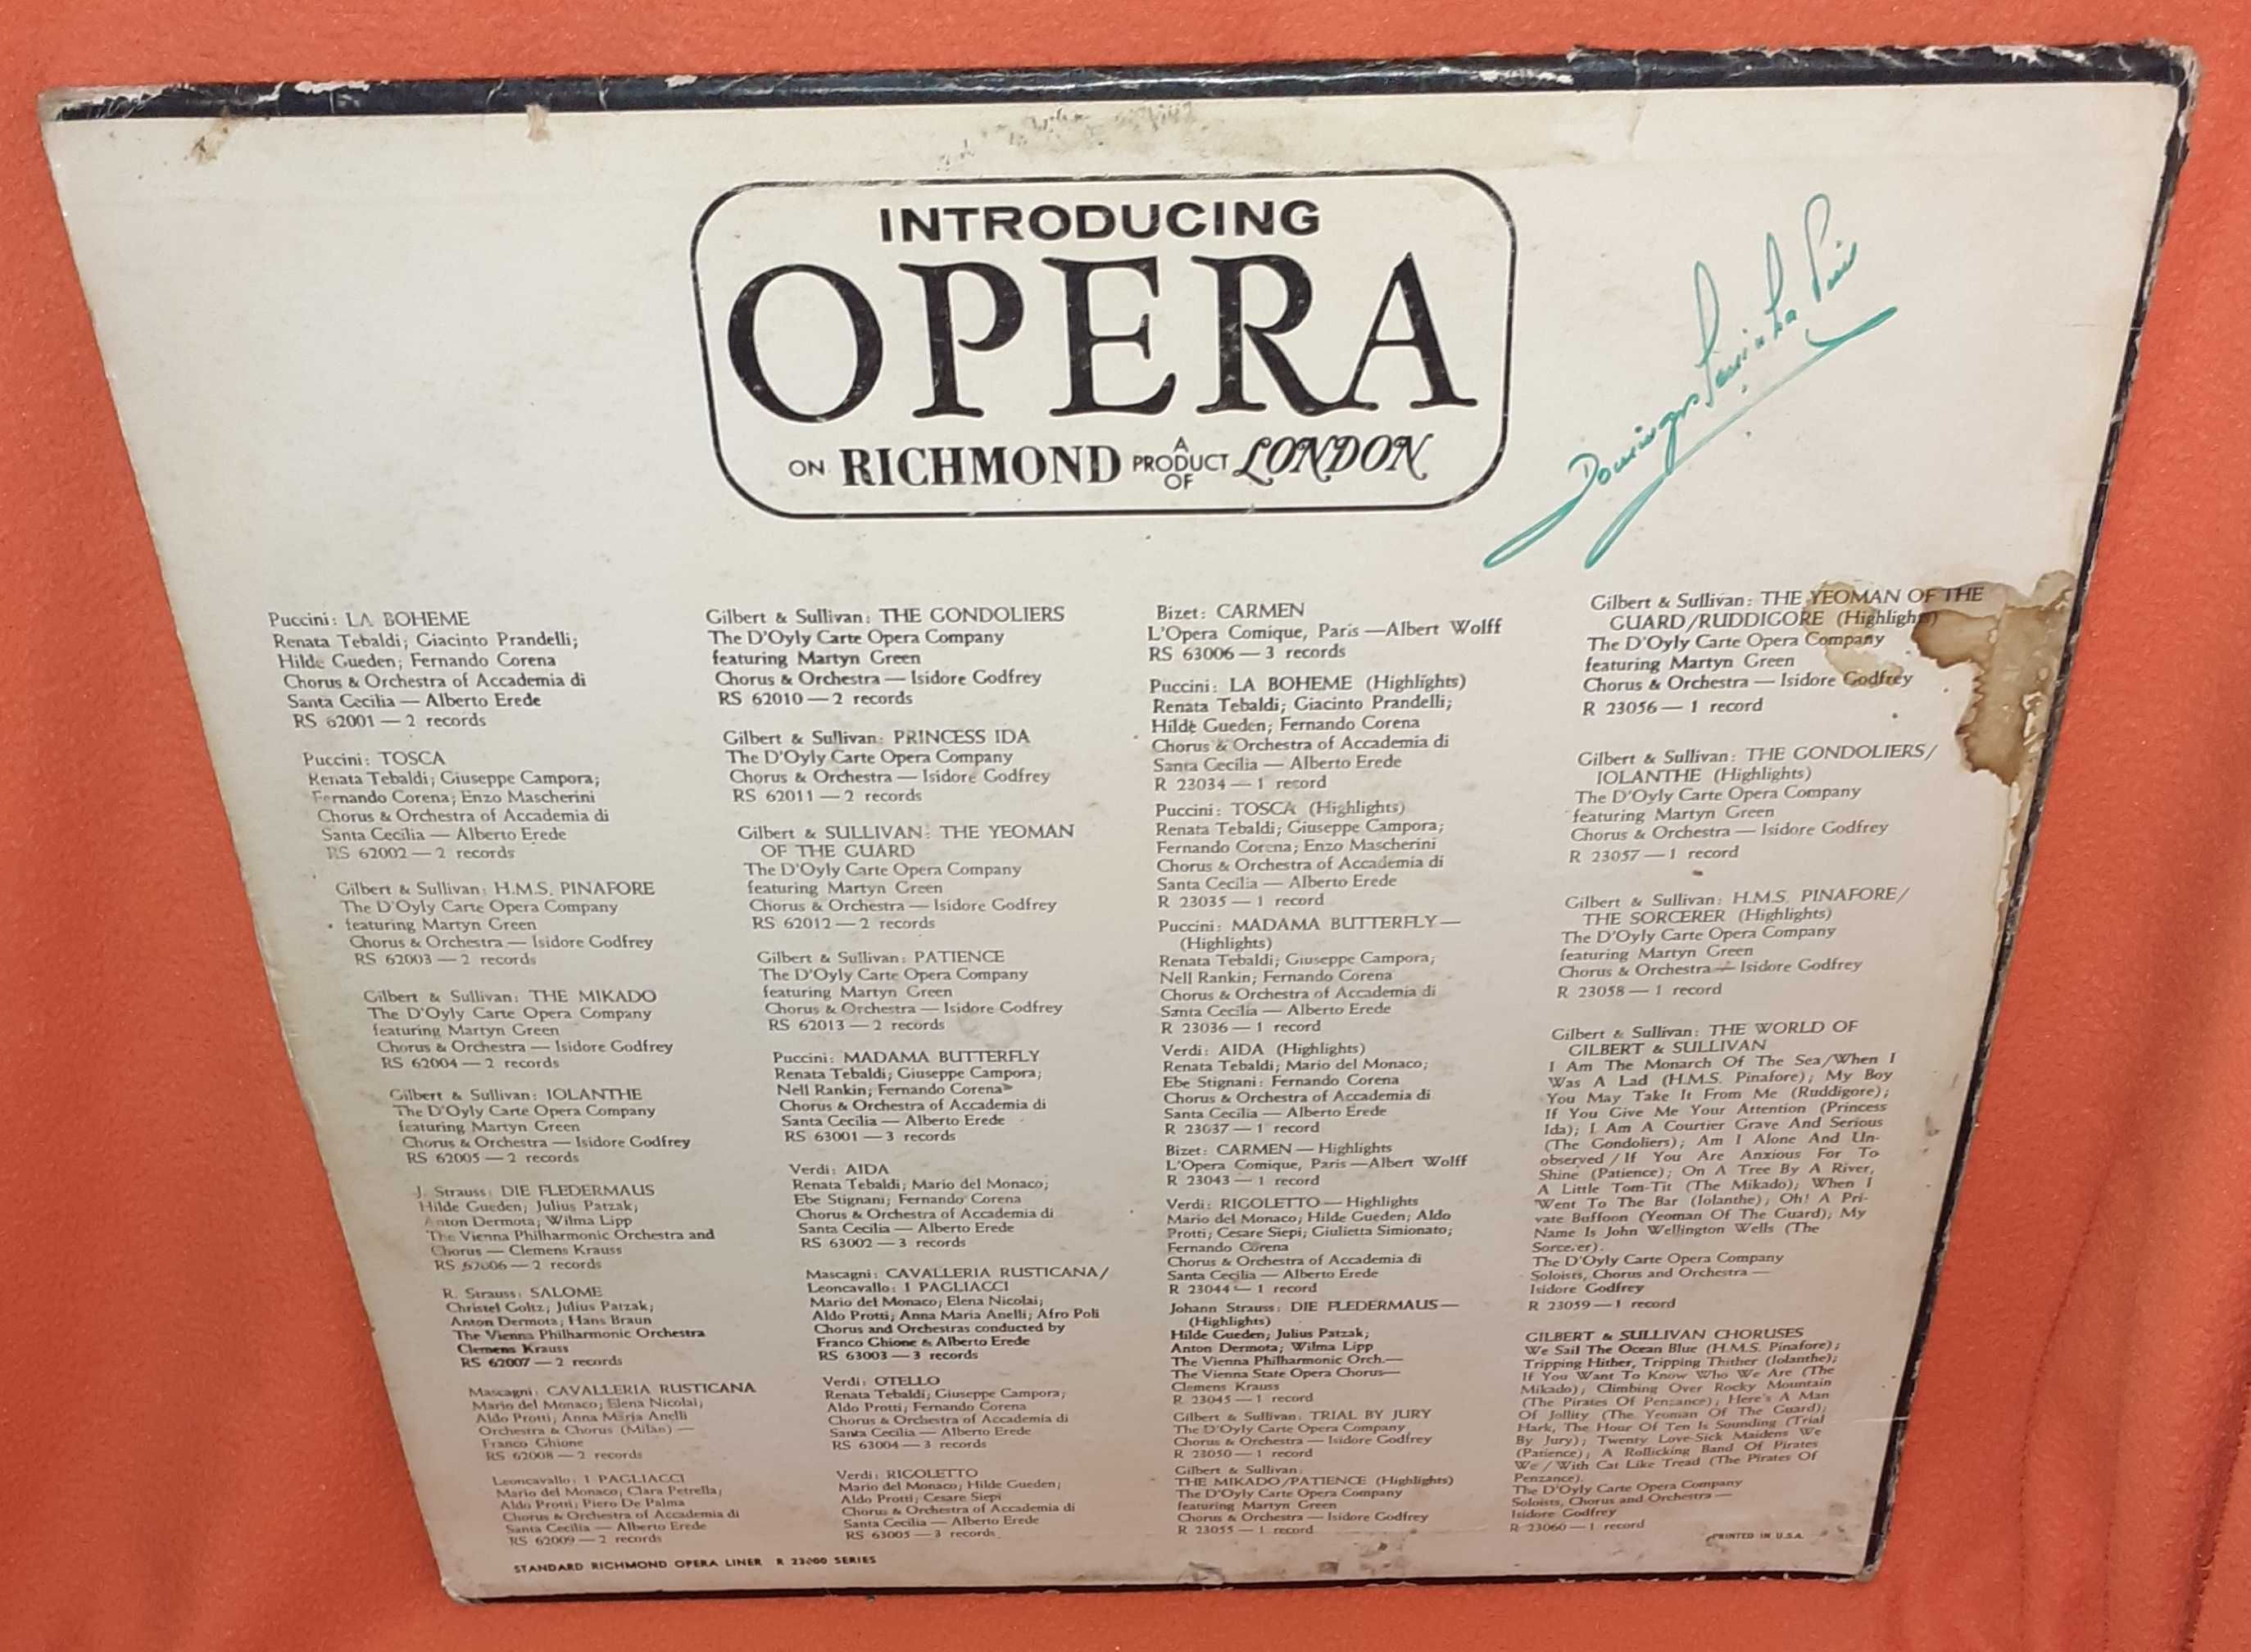 INTRODUCING
OPERA
ON RICHMOND A PRODUCT OF LONDON
Puccini: LA BOHEME
Renata Tebaldi; Giacinto Prandelli;
Hilde Gueden; Fernando Corena
Chorus & Orchestra of Accademia di
Santa Cecilia — Alberto Erede
RS 62001 — 2 records
Puccini: TOSCA
Renata Tebaldi; Giuseppe Campora;
Fernando Corena; Enzo Mascherini
Chorus & Orchestra of Accademia di
Santa Cecilia — Alberto Erede
RS 62002 — 2 records
Gilbert & Sullivan: H.M.S. PINAFORE
The D'Oyly Carte Opera Company
featuring Martyn Green
Chorus & Orchestra — Isidore Godfrey
RS 62003 — 2 records
Gilbert & Sullivan: THE MIKADO
The D'Oyly Carte Opera Company
featuring Martyn Green
Chorus & Orchestra — Isidore Godfrey
RS 62004 — 2 records
Gilbert & Sullivan: IOLANTHE
The D'Oyly Carte Opera Company
featuring Martyn Green
Chorus & Orchestra — Isidore Godfrey
RS 62005 — 2 records
J. Strauss: DIE FLEDERMAUS
Hilde Gueden; Julius Patzak;
Anton Dermota; Wilma Lipp
The Vienna Philharmonic Orchestra and
Chorus — Clemens Krauss
RS 62006 — 2 records
R. Strauss: SALOME
Christel Goltz; Julius Patzak;
Anton Dermota; Hans Braun
The Vienna Philharmonic Orchestra
Clemens Krauss
RS 62007 — 2 records
Mascagni: CAVALLERIA RUSTICANA
Mario del Monaco; Elena Nicolai;
Aldo Protti; Anna Maria Anelli
Orchestra & Chorus (Milan) —
Franco Ghione
RS 62008 — 2 records
Leoncavallo: I PAGLIACCI
Mario del Monaco; Clara Petrella;
Aldo Protti; Piero De Palma
Chorus & Orchestra of Accademia di
Santa Cecilia — Alberto Erede
RS 62009 — 2 records
Gilbert & Sullivan: THE GONDOLIERS
The D'Oyly Carte Opera Company
featuring Martyn Green
Chorus & Orchestra — Isidore Godfrey
RS 62010 — 2 records
Gilbert & Sullivan: PRINCESS IDA
The D'Oyly Carte Opera Company
Chorus & Orchestra — Isidore Godfrey
RS 62011 — 2 records
Gilbert & SULLIVAN: THE YEOMAN
OF THE GUARD
The D'Oyly Carte Opera Company
featuring Martyn Green
Chorus & Orchestra — Isidore Godfrey
RS 62012 — 2 records
Gilbert & Sullivan: PATIENCE
The D'Oyly Carte Opera Company
featuring Martyn Green
Chorus & Orchestra — Isidore Godfrey
RS 62013 — 2 records
Puccini: MADAMA BUTTERFLY
Renata Tebaldi; Giuseppe Campora;
Nell Rankin; Fernando Corena
Chorus & Orchestra of Accademia di
Santa Cecilia — Alberto Erede
RS 63001 — 3 records
Verdi: AIDA
Renata Tebaldi; Mario del Monaco;
Ebe Stignani; Fernando Corena
Chorus & Orchestra of Accademia di
Santa Cecilia — Alberto Erede
RS 63002 — 3 records
Mascagni: CAVALLERIA RUSTICANA/
Leoncavallo: I PAGLIACCI
Mario del Monaco; Elena Nicolai;
Aldo Protti; Anna Maria Anelli; Afro Poli
Chorus and Orchestras conducted by
Franco Ghione & Alberto Erede
RS 63003 — 3 records
Verdi: OTELLO
Renata Tebaldi; Giuseppe Campora;
Aldo Protti; Fernando Corena
Chorus & Orchestra of Accademia di
Santa Cecilia — Alberto Erede
RS 63004 — 3 records
Verdi: RIGOLETTO
Mario del Monaco; Hilde Gueden;
Aldo Protti; Cesare Siepi
Chorus & Orchestra of Accademia di
Santa Cecilia — Alberto Erede
RS 63005 — 3 records
Bizet: CARMEN
L'Opera Comique, Paris — Albert Wolff
RS 63006 — 3 records
Puccini: LA BOHEME (Highlights)
Renata Tebaldi; Giacinto Prandelli;
Hilde Gueden; Fernando Corena
Chorus & Orchestra of Accademia di
Santa Cecilia — Alberto Erede
R 23034 — 1 record
Puccini: TOSCA (Highlights)
Renata Tebaldi; Giuseppe Campora;
Fernando Corena; Enzo Mascherini
Chorus & Orchestra of Accademia di
Santa Cecilia — Alberto Erede
R 23035 — 1 record
Puccini: MADAMA BUTTERFLY —
(Highlights)
Renata Tebaldi; Giuseppe Campora;
Nell Rankin; Fernando Corena
Chorus & Orchestra of Accademia di
Santa Cecilia — Alberto Erede
R 23036 — 1 record
Verdi: AIDA (Highlights)
Renata Tebaldi; Mario del Monaco;
Ebe Stignani: Fernando Corena
Chorus & Orchestra of Accademia di
Santa Cecilia — Alberto Erede
R 23037 — 1 record
Bizet: CARMEN — Highlights
L'Opera Comique, Paris — Albert Wolff
R 23043 — 1 record
Verdi: RIGOLETTO — Highlights
Mario del Monaco; Hilde Gueden; Aldo
Protti; Cesare Siepi; Giulietta Simionato;
Fernando Corena
Chorus & Orchestra of Accademia di
Santa Cecilia — Alberto Erede
R 23044 — 1 record
Johann Strauss: DIE FLEDERMAUS —
(Highlights)
Hilde Gueden; Julius Patzak;
Anton Dermota; Wilma Lipp
The Vienna Philharmonic Orch.—
The Vienna State Opera Chorus—
Clemens Krauss
R 23045 — 1 record
Gilbert & Sullivan: TRIAL BY JURY
The D'Oyly Carte Opera Company
Chorus & Orchestra — Isidore Godfrey
R 23050 — 1 record
Gilbert & Sullivan:
THE MIKADO/PATIENCE (Highlights)
The D'Oyly Carte Opera Company
featuring Martyn Green
Chorus & Orchestra — Isidore Godfrey
R 23055 — 1 record
Gilbert & Sullivan: THE YEOMAN OF THE
GUARD/RUDDIGORE (Highlights)
The D'Oyly Carte Opera Company
featuring Martyn Green
Chorus & Orchestra — Isidore Godfrey
R 23056 — 1 record
Gilbert & Sullivan: THE GONDOLIERS/
IOLANTHE (Highlights)
The D'Oyly Carte Opera Company
featuring Martyn Green
Chorus & Orchestra — Isidore Godfrey
R 23057 — 1 record
Gilbert & Sullivan: H.M.S. PINAFORE/
THE SORCERER (Highlights)
The D'Oyly Carte Opera Company
featuring Martyn Green
Chorus & Orchestra — Isidore Godfrey
R 23058 — 1 record
Gilbert & Sullivan: THE WORLD OF
GILBERT & SULLIVAN
I Am The Monarch Of The Sea/When I
Was A Lad (H.M.S. Pinafore); My Boy
You May Take It From Me (Ruddigore);
If You Give Me Your Attention (Princess
Ida); I Am A Courtier Grave And Serious
(The Gondoliers); Am I Alone And Un-
observed/If You Are Anxious For To
Shine (Patience); On A Tree By A River,
A Little Tom-Tit (The Mikado); When I
Went To The Bar (Iolanthe); Oh! A Pri-
vate Buffoon (Yeoman Of The Guard); My
Name Is John Wellington Wells (The
Sorcerer).
The D'Oyly Carte Opera Company
Soloists, Chorus and Orchestra —
Isidore Godfrey
R 23059 — 1 record
GILBERT & SULLIVAN CHORUSES
We Sail The Ocean Blue (H.M.S. Pinafore);
Tripping Hither, Tripping Thither (Iolanthe);
If You Want To Know Who We Are (The
Mikado); Climbing Over Rocky Mountain
(The Pirates Of Penzance); Here's A Man
Of Jollity (The Yeoman Of The Guard);
Hark, The Hour Of Ten Is Sounding (Trial
By Jury); Twenty Love-Sick Maidens We
(Patience); A Rollicking Band Of Pirates
We/With Cat Like Tread (The Pirates Of
Penzance).
The D'Oyly Carte Opera Company
Soloists, Chorus and Orchestra —
Isidore Godfrey
R 23060 — 1 record
PRINTED IN U.S.A.
STANDARD RICHMOND OPERA LINER R 23000 SERIES